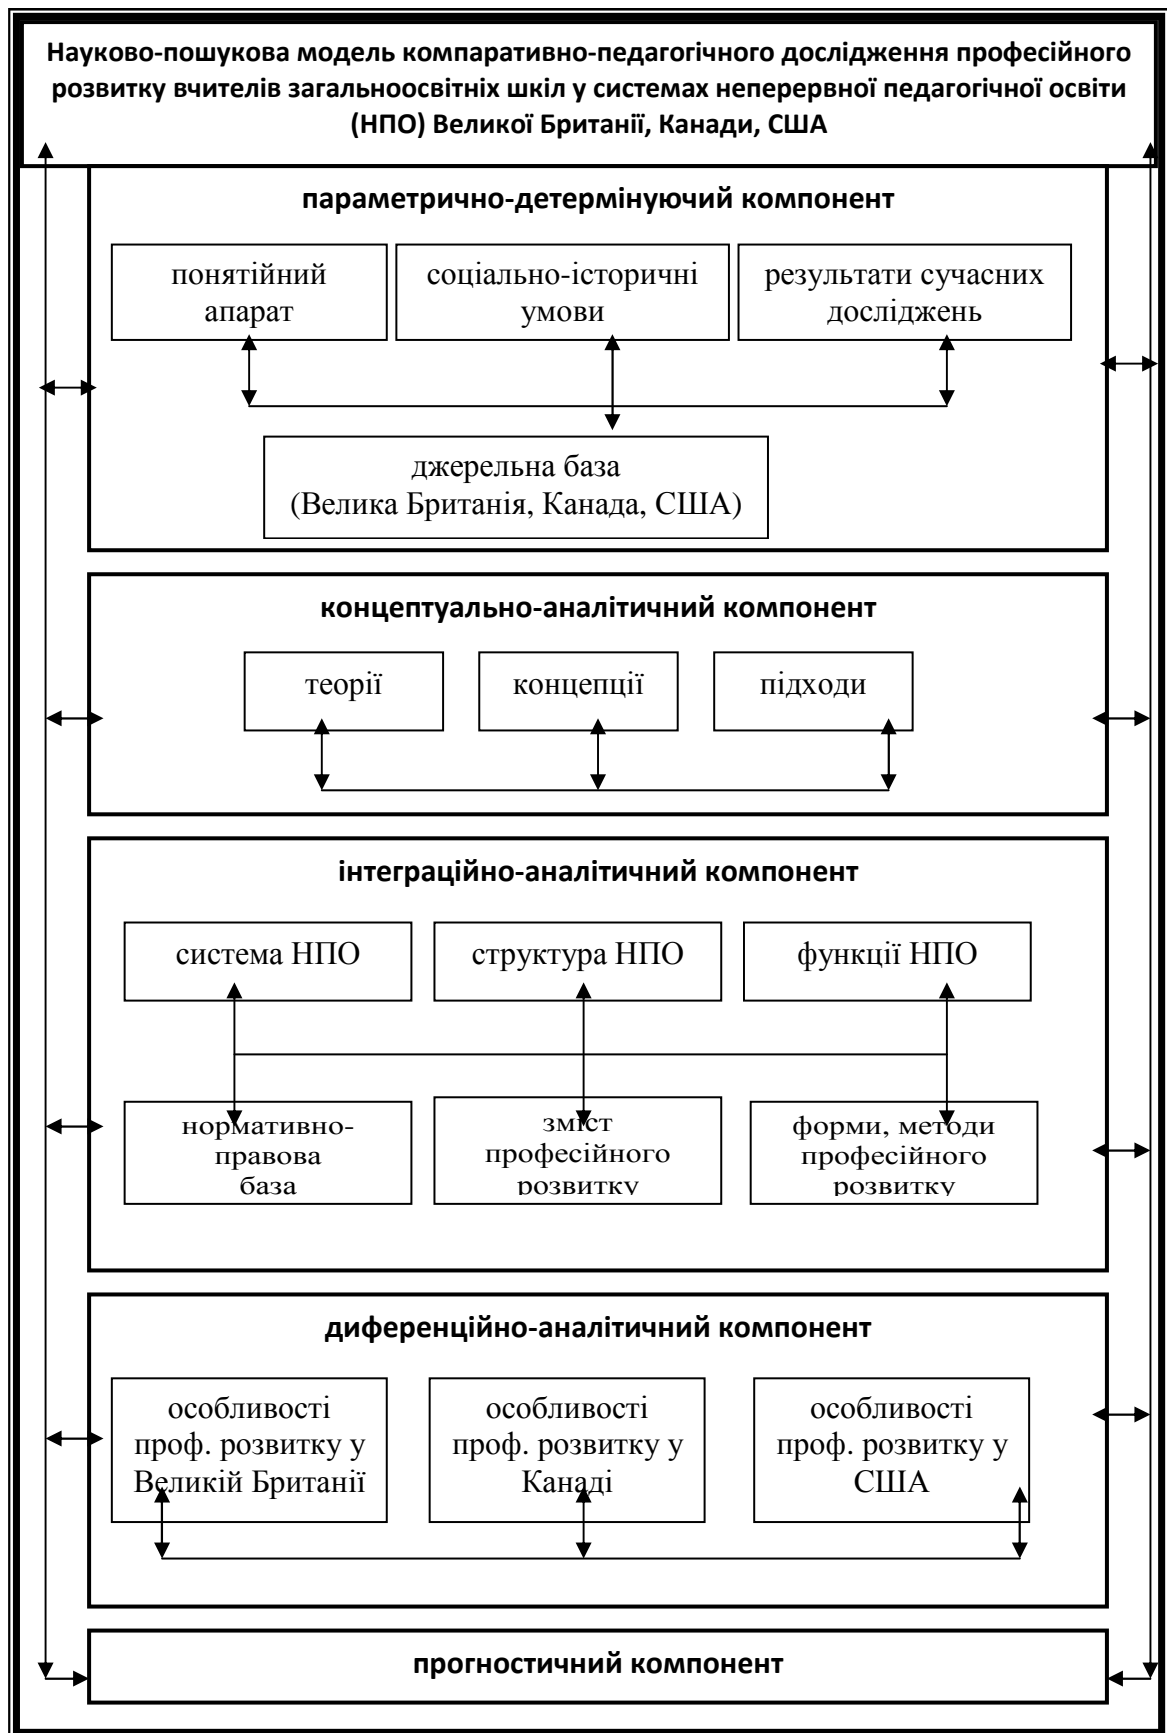 Науково-пошукова модель компаративно-педагогічного дослідження професійного
розвитку вчителів загальноосвітніх шкіл у системах неперервної педагогічної освіти
(НПО) Великої Британії, Канади, США
параметрично-детермінуючий компонент
понятійний
апарат
соціально-історичні
умови
результати сучасних
досліджень
джерельна база
(Велика Британія, Канада, США)
концептуально-аналітичний компонент
теорії
концепції
підходи
інтеграційно-аналітичний компонент
система НПО
структура НПО
функції НПО
нормативно-
правова
база
зміст
професійного
розвитку
форми, методи
професійного
розвитку
диференційно-аналітичний компонент
особливості
проф. розвитку у
Великій Британії
особливості
проф. розвитку у
Канаді
особливості
проф. розвитку у
США
прогностичний компонент